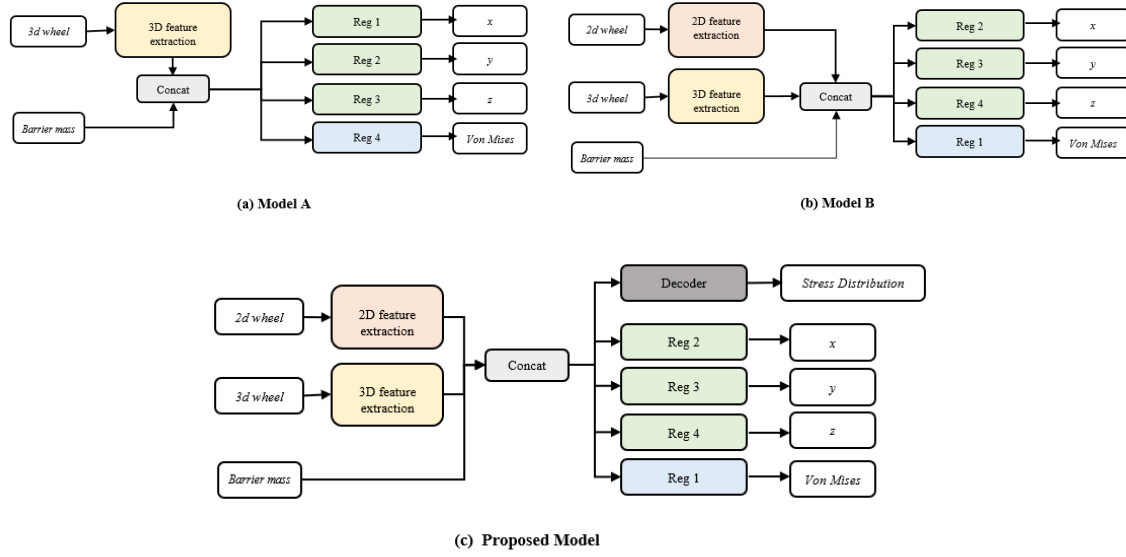 3d wheel
3D feature
extraction
Concat
Barrier mass
Reg 1
x
Reg 2
y
Reg 3
z
Reg 4
Von Mises
(a) Model A
2d wheel
2D feature
extraction
3d wheel
3D feature
extraction
Concat
Barrier mass
Reg 2
x
Reg 3
y
Reg 4
z
Reg 1
Von Mises
(b) Model B
2d wheel
2D feature
extraction
3d wheel
3D feature
extraction
Barrier mass
Concat
Decoder
Stress Distribution
Reg 2
x
Reg 3
y
Reg 4
z
Reg 1
Von Mises
(c) Proposed Model